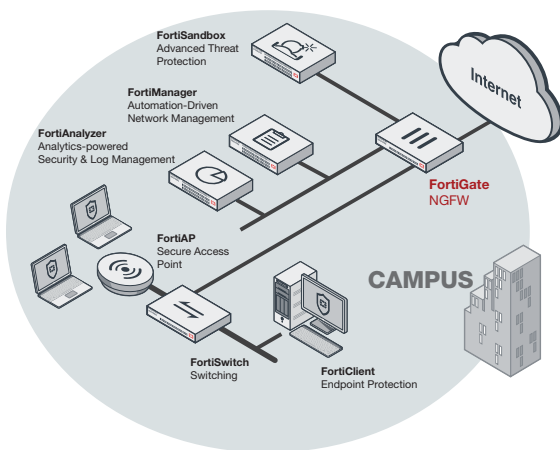 FortiSandbox
Advanced Threat
Protection
Internet
FortiManager
Automation-Driven
Network Management
FortiAnalyzer
Analytics-powered
Security & Log Management
FortiGate
NGFW
FortiAP
Secure Access
Point
CAMPUS
FortiSwitch
Switching
FortiClient
Endpoint Protection